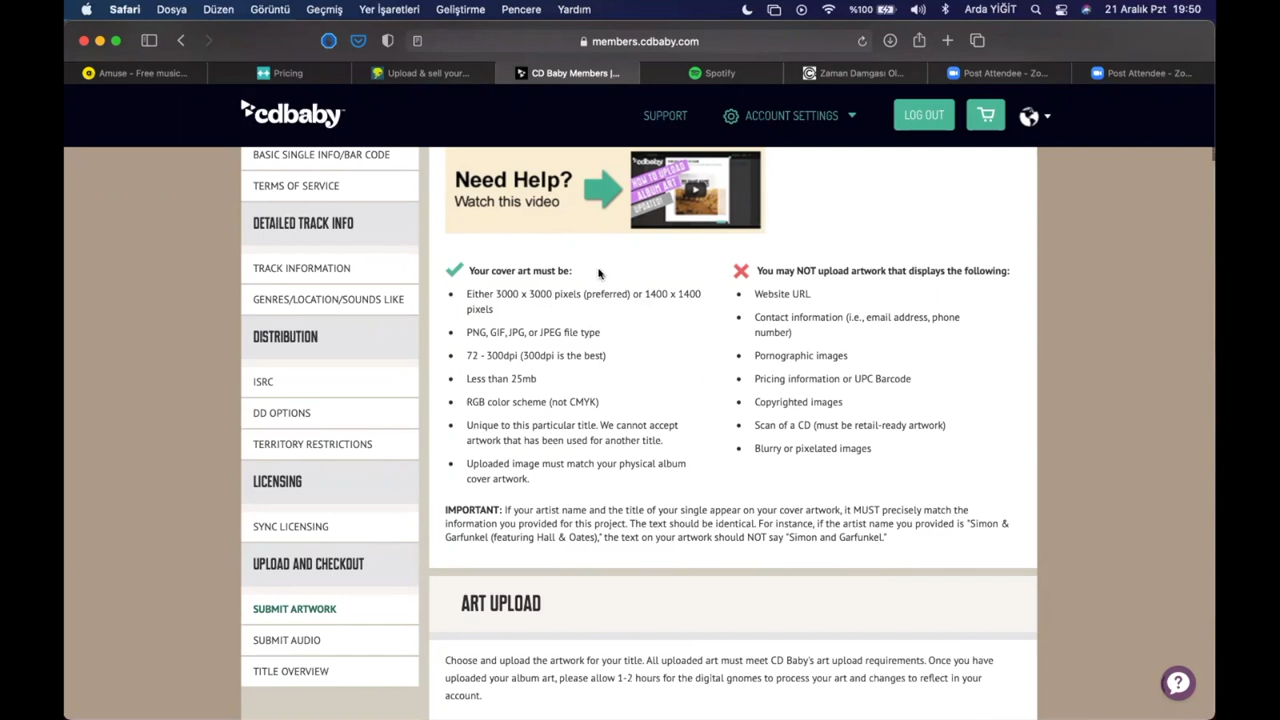 Safari Dosya Düzen Görüntü Geçmiş Yer İşaretleri Geliştirme Pencere Yardım %100 Arda YİĞİT 21 Aralık Pzt 19:50
members.cdbaby.com
Amuse - Free music... Pricing Upload & sell your... CD Baby Members |... Spotify Zaman Damgası Ol... Post Attendee - Zo... Post Attendee - Zo...
cdbaby SUPPORT ACCOUNT SETTINGS LOG OUT
BASIC SINGLE INFO/BAR CODE
TERMS OF SERVICE
DETAILED TRACK INFO
TRACK INFORMATION
GENRES/LOCATION/SOUNDS LIKE
DISTRIBUTION
ISRC
DD OPTIONS
TERRITORY RESTRICTIONS
LICENSING
SYNC LICENSING
UPLOAD AND CHECKOUT
SUBMIT ARTWORK
SUBMIT AUDIO
TITLE OVERVIEW
Need Help?
Watch this video
cdbaby
HOW TO UPLOAD
ALBUM ART
UPDATED!
Your cover art must be:
• Either 3000 x 3000 pixels (preferred) or 1400 x 1400
pixels
• PNG, GIF, JPG, or JPEG file type
• 72 - 300dpi (300dpi is the best)
• Less than 25mb
• RGB color scheme (not CMYK)
• Unique to this particular title. We cannot accept
artwork that has been used for another title.
• Uploaded image must match your physical album
cover artwork.
You may NOT upload artwork that displays the following:
• Website URL
• Contact information (i.e., email address, phone
number)
• Pornographic images
• Pricing information or UPC Barcode
• Copyrighted images
• Scan of a CD (must be retail-ready artwork)
• Blurry or pixelated images
IMPORTANT: If your artist name and the title of your single appear on your cover artwork, it MUST precisely match the
information you provided for this project. The text should be identical. For instance, if the artist name you provided is "Simon &
Garfunkel (featuring Hall & Oates)," the text on your artwork should NOT say "Simon and Garfunkel."
ART UPLOAD
Choose and upload the artwork for your title. All uploaded art must meet CD Baby's art upload requirements. Once you have
uploaded your album art, please allow 1-2 hours for the digital gnomes to process your art and changes to reflect in your
account.
?